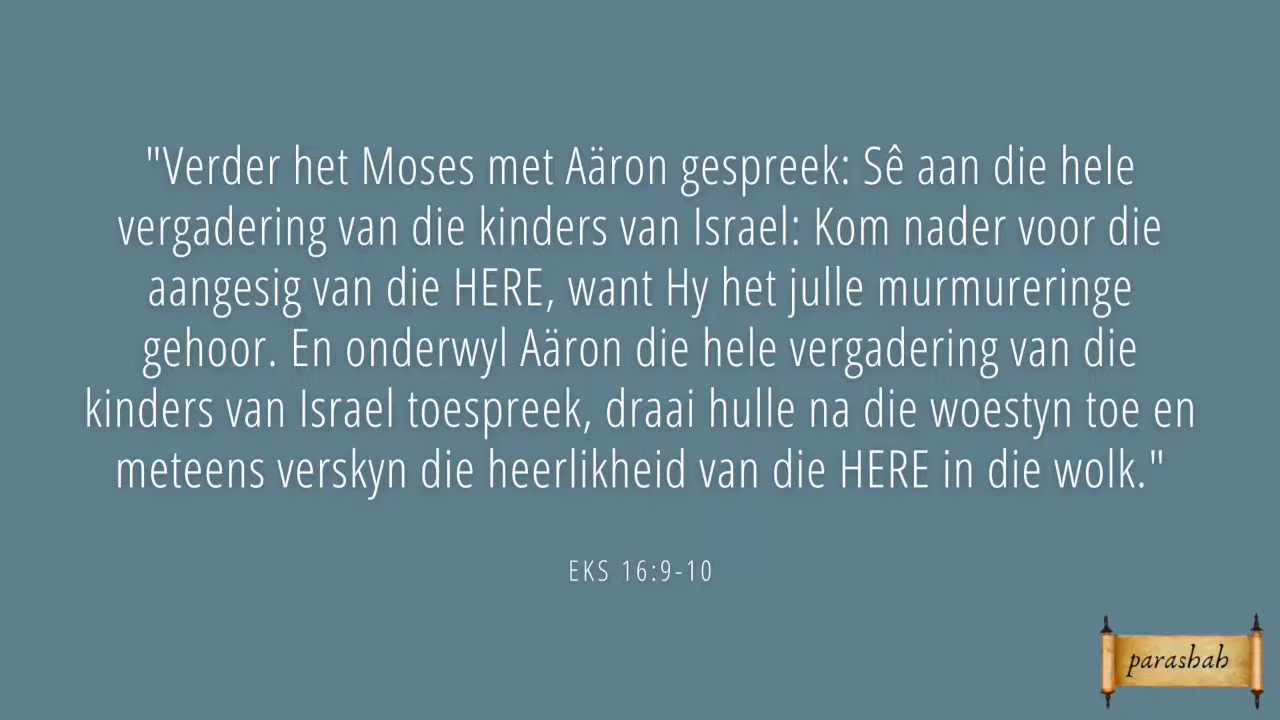 "Verder het Moses met Aäron gespreek: Sê aan die hele
vergadering van die kinders van Israel: Kom nader voor die
aangesig van die HERE, want Hy het julle murmureringe
gehoor. En onderwyl Aäron die hele vergadering van die
kinders van Israel toespreek, draai hulle na die woestyn toe en
meteens verskyn die heerlikheid van die HERE in die wolk."
EKS 16:9-10
parashah